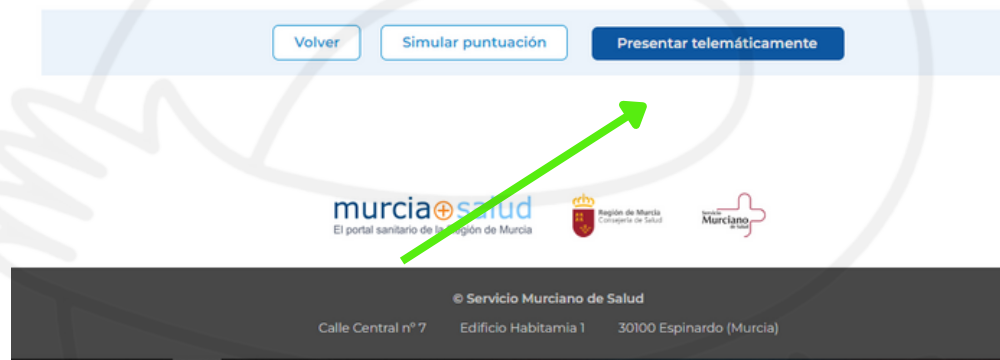 Volver Simular puntuación Presentar telemáticamente
murcia salud
El portal sanitario de la Región de Murcia
Región de Murcia
Consejería de Salud
Servicio
Murciano
de Salud
© Servicio Murciano de Salud
Calle Central nº 7 Edificio Habitamia 1 30100 Espinardo (Murcia)